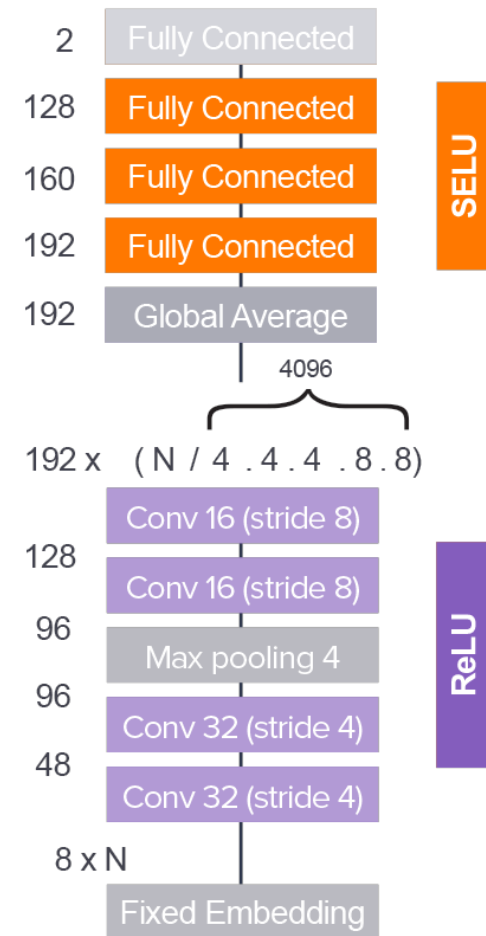 2 Fully Connected
128 Fully Connected
160 Fully Connected
192 Fully Connected
SELU
192 Global Average
4096
192 x ( N / 4 . 4 . 4 . 8 . 8)
Conv 16 (stride 8)
128
Conv 16 (stride 8)
96
Max pooling 4
ReLU
96
Conv 32 (stride 4)
48
Conv 32 (stride 4)
8 x N
Fixed Embedding